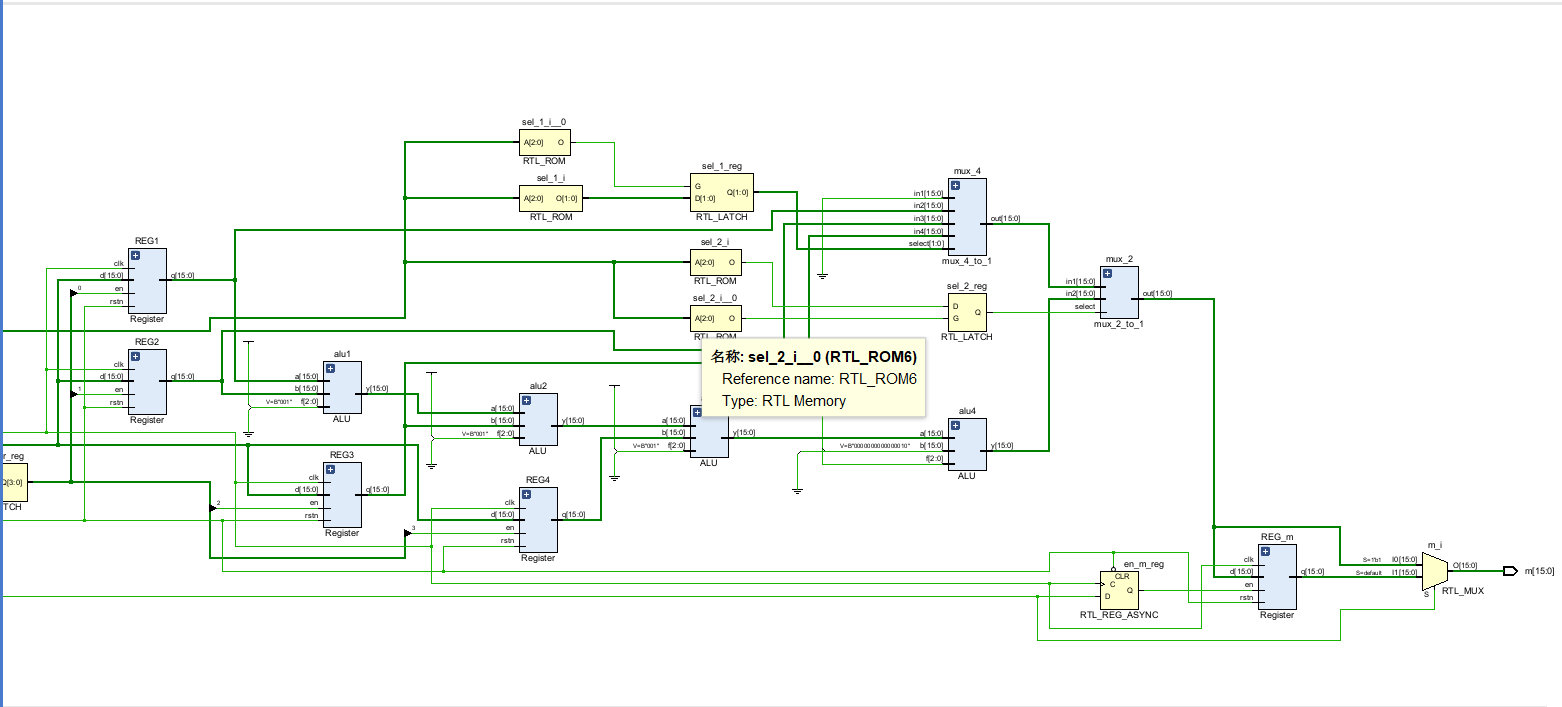 sel_1_i__0
A[2:0] O
RTL_ROM
sel_1_i
A[2:0] O[1:0]
RTL_ROM
sel_1_reg
G
D[1:0]
Q[1:0]
RTL_LATCH
mux_4
in1[15:0]
in2[15:0]
in3[15:0]
in4[15:0]
select[1:0]
out[15:0]
mux_4_to_1
REG1
clk
d[15:0]
en
rstn
q[15:0]
Register
0
sel_2_i
A[2:0] O
RTL_ROM
sel_2_i__0
A[2:0] O
RTL_ROM
sel_2_reg
D
G
Q
RTL_LATCH
mux_2
in1[15:0]
in2[15:0]
select
out[15:0]
mux_2_to_1
REG2
clk
d[15:0]
en
rstn
q[15:0]
Register
1
名称: sel_2_i__0 (RTL_ROM6)
Reference name: RTL_ROM6
Type: RTL Memory
alu1
a[15:0]
b[15:0]
V=B"001" f[2:0]
y[15:0]
ALU
alu2
a[15:0]
b[15:0]
V=B"001" f[2:0]
y[15:0]
ALU
a[15:0]
b[15:0]
V=B"001" f[2:0]
y[15:0]
ALU
alu4
a[15:0]
V=B"0000000000000010" b[15:0]
f[2:0]
y[15:0]
ALU
r_reg
Q[3:0]
TCH
REG3
clk
d[15:0]
en
rstn
q[15:0]
Register
2
REG4
clk
d[15:0]
en
rstn
q[15:0]
Register
3
en_m_reg
CLR
C
D
Q
RTL_REG_ASYNC
REG_m
clk
d[15:0]
en
rstn
q[15:0]
Register
m_i
S=1'b1 I0[15:0]
S=default I1[15:0]
O[15:0]
S
RTL_MUX
m[15:0]